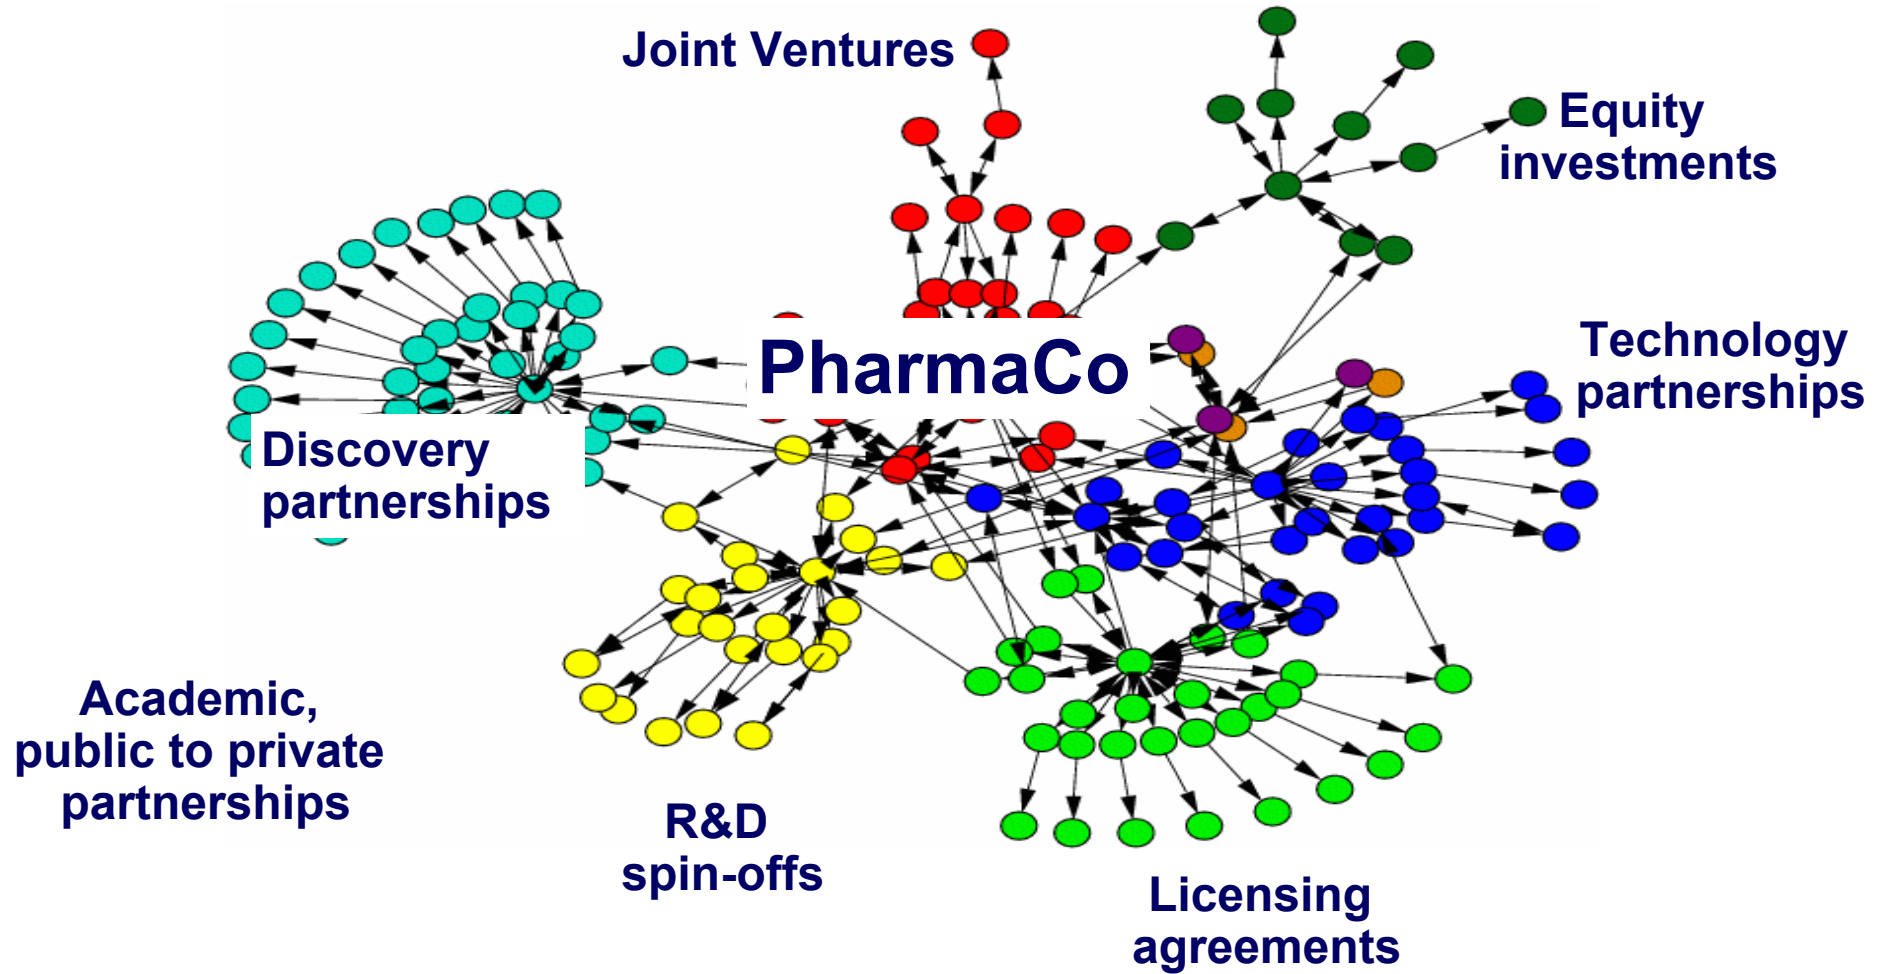 Joint Ventures
Equity
investments
PharmaCo
Technology
partnerships
Discovery
partnerships
Academic,
public to private
partnerships
R&D
spin-offs
Licensing
agreements